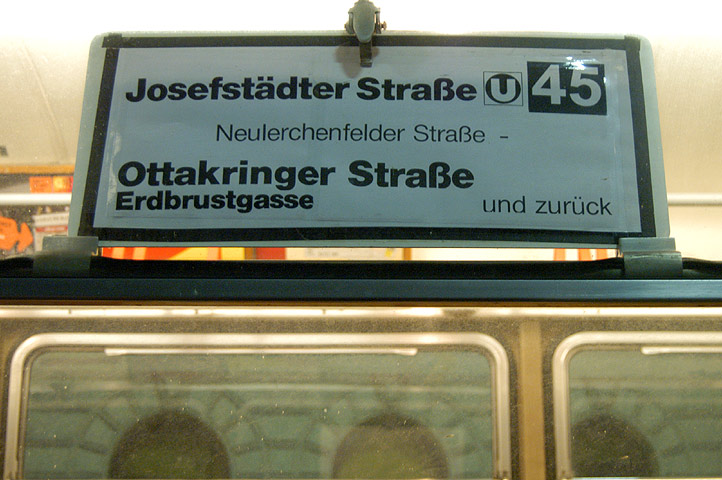 Josefstädter Straße U 45
Neulerchenfelder Straße -
Ottakringer Straße
Erdbrustgasse und zurück